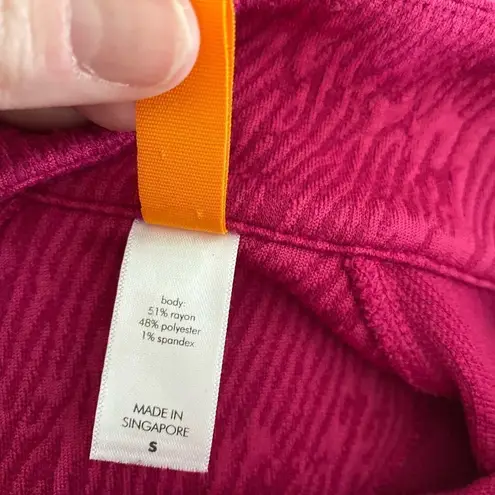 body:
51% rayon
48% polyester
1% spandex
MADE IN
SINGAPORE
S